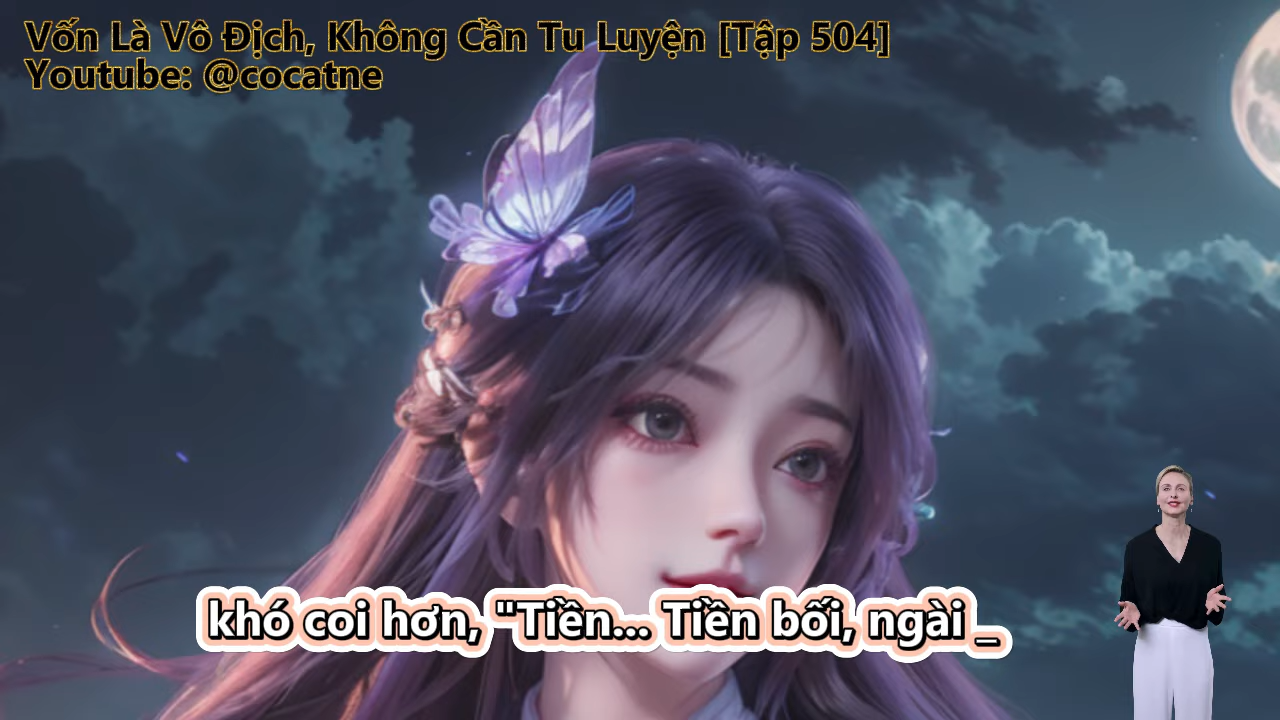 Vốn Là Vô Địch, Không Cần Tu Luyện [Tập 504]
Youtube: @cocatne
khó coi hơn, "Tiền... Tiền bối, ngài _